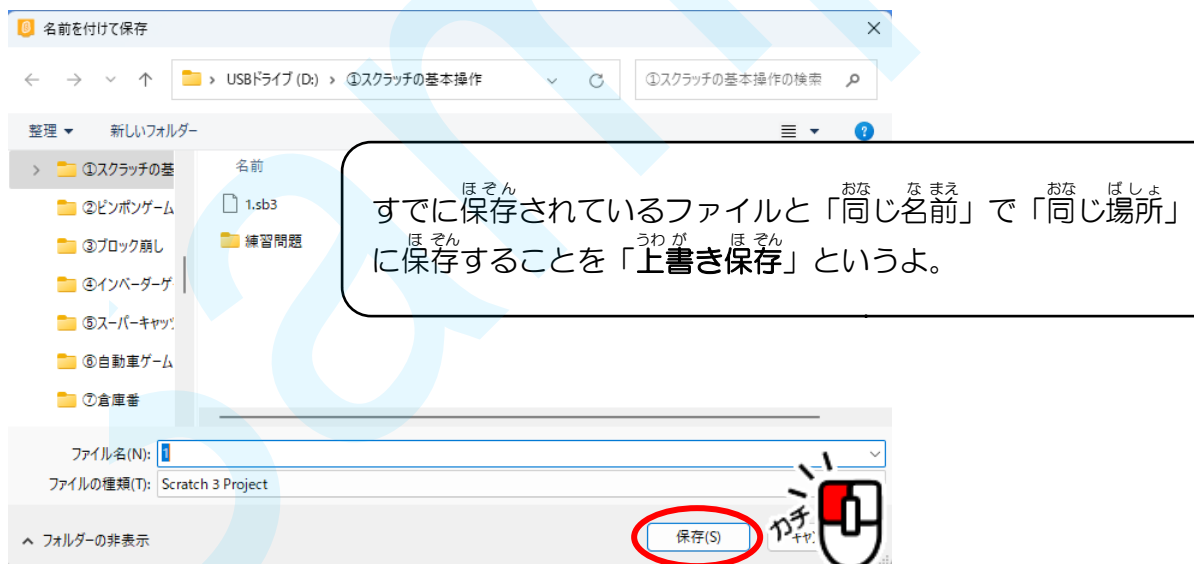 名前を付けて保存
USBドライブ (D:) › ①スクラッチの基本操作
①スクラッチの基本操作の検索
整理 新しいフォルダー
名前
①スクラッチの基
②ピンポンゲーム
③ブロック崩し
④インベーダーゲ
⑤スーパーキャッ
⑥自動車ゲーム
⑦倉庫番
1.sb3
練習問題
ほぞん おな なまえ おな ばしょ
すでに保存されているファイルと「同じ名前」で「同じ場所」
ほぞん うわが ほぞん
に保存することを「上書き保存」というよ。
ファイル名(N): 1
ファイルの種類(T): Scratch 3 Project
フォルダーの非表示
保存(S)
カチ
キャ